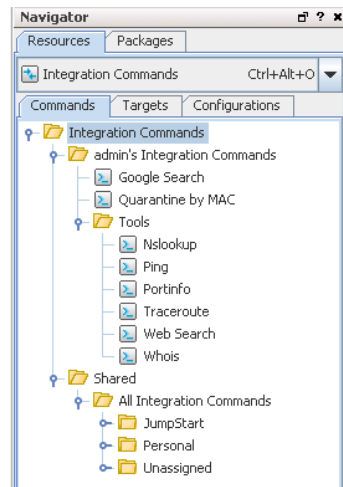 Navigator
Resources Packages
Integration Commands Ctrl+Alt+O
Commands Targets Configurations
Integration Commands
admin's Integration Commands
Google Search
Quarantine by MAC
Tools
Nslookup
Ping
Portinfo
Traceroute
Web Search
Whois
Shared
All Integration Commands
JumpStart
Personal
Unassigned